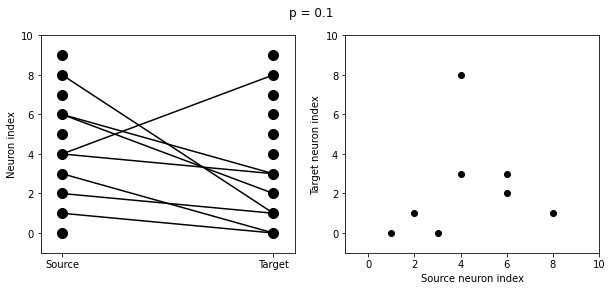 p = 0.1
Neuron index
10
8
6
4
2
0
Source Target
Target neuron index
10
8
6
4
2
0
0 2 4 6 8 10
Source neuron index